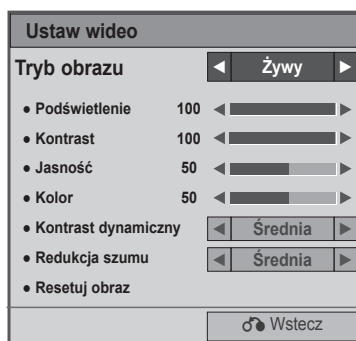 Ustaw wideo
Tryb obrazu ◄ Żywy ►
● Podświetlenie 100
● Kontrast 100
● Jasność 50
● Kolor 50
● Kontrast dynamiczny ◄ Średnia ►
● Redukcja szumu ◄ Średnia ►
● Resetuj obraz
Wstecz